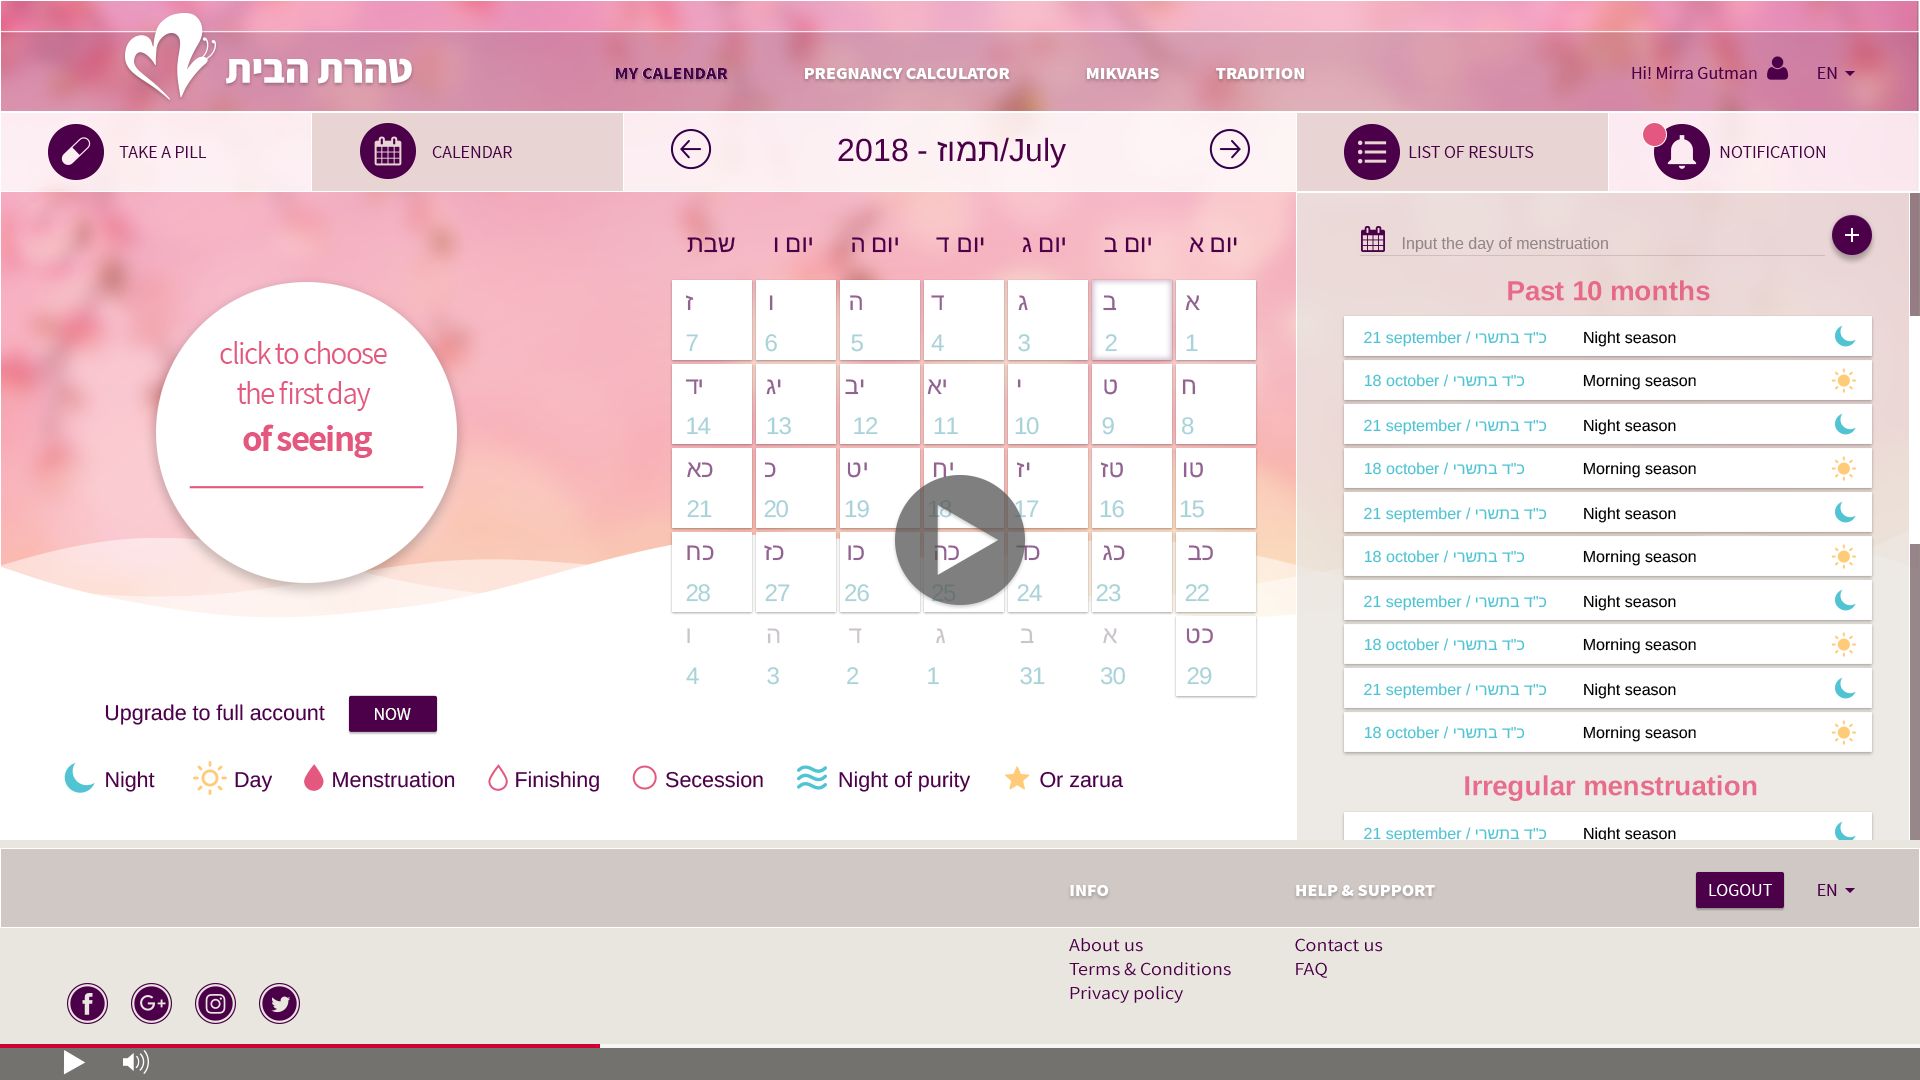 טהרת הבית
MY CALENDAR
PREGNANCY CALCULATOR
MIKVAHS
TRADITION
Hi! Mirra Gutman
EN
TAKE A PILL
CALENDAR
2018 - תמוז/July
LIST OF RESULTS
NOTIFICATION
click to choose
the first day
of seeing
יום א יום ב יום ג יום ד יום ה יום ו שבת
א ב ג ד ה ו ז
1 2 3 4 5 6 7
ח ט י יא יב יג יד
8 9 10 11 12 13 14
טו טז יז יח יט כ כא
15 16 17 18 19 20 21
כב כג כד כה כו כז כח
22 23 24 25 26 27 28
כט א ב ג ד ה ו
29 30 31 1 2 3 4
Upgrade to full account
NOW
Night
Day
Menstruation
Finishing
Secession
Night of purity
Or zarua
Input the day of menstruation
+
Past 10 months
21 september / כ"ד בתשרי Night season
18 october / כ"ד בתשרי Morning season
21 september / כ"ד בתשרי Night season
18 october / כ"ד בתשרי Morning season
21 september / כ"ד בתשרי Night season
18 october / כ"ד בתשרי Morning season
21 september / כ"ד בתשרי Night season
18 october / כ"ד בתשרי Morning season
21 september / כ"ד בתשרי Night season
18 october / כ"ד בתשרי Morning season
Irregular menstruation
21 september / כ"ד בתשרי Night season
INFO
HELP & SUPPORT
LOGOUT
EN
About us
Terms & Conditions
Privacy policy
Contact us
FAQ